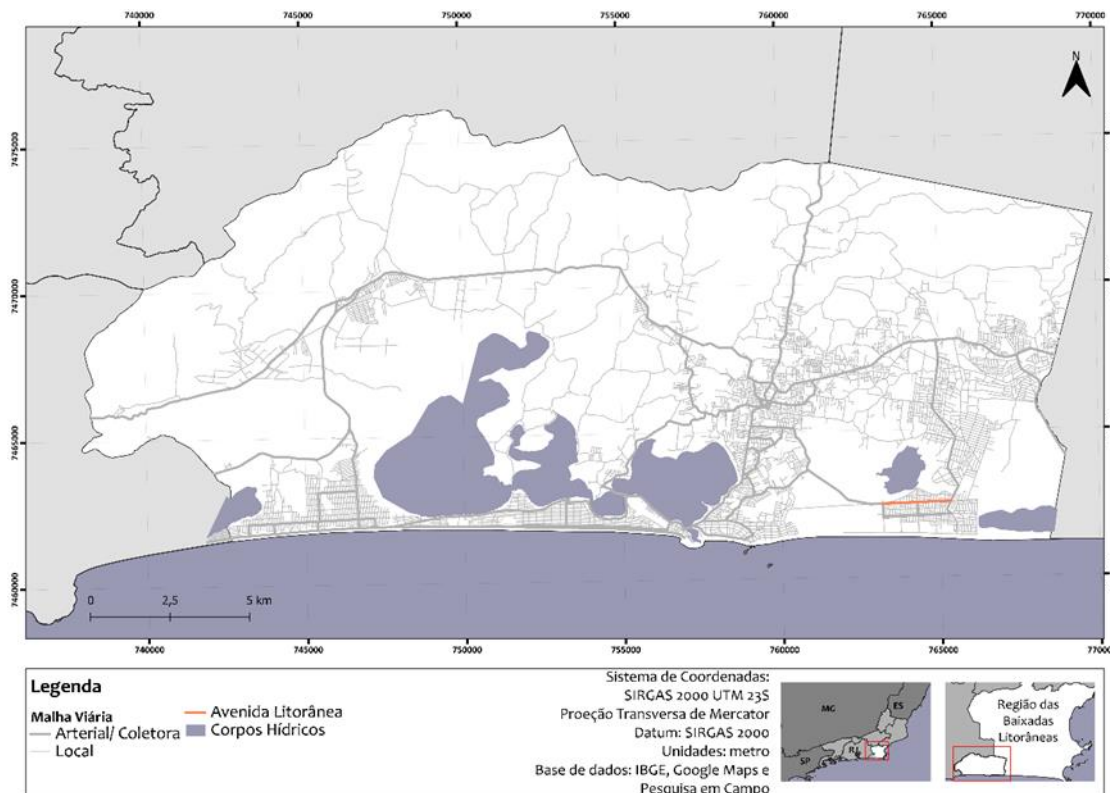 740000 745000 750000 755000 760000 765000 770000
N
7475000
7470000
7465000
7460000
0 2,5 5 km
740000 745000 750000 755000 760000 765000 770000
Legenda
Malha Viária
Arterial/ Coletora
Local
Avenida Litorânea
Corpos Hídricos
Sistema de Coordenadas:
SIRGAS 2000 UTM 23S
Proeção Transversa de Mercator
Datum: SIRGAS 2000
Unidades: metro
Base de dados: IBGE, Google Maps e
Pesquisa em Campo
MG
ES
RJ
SP
Região das
Baixadas
Litorâneas